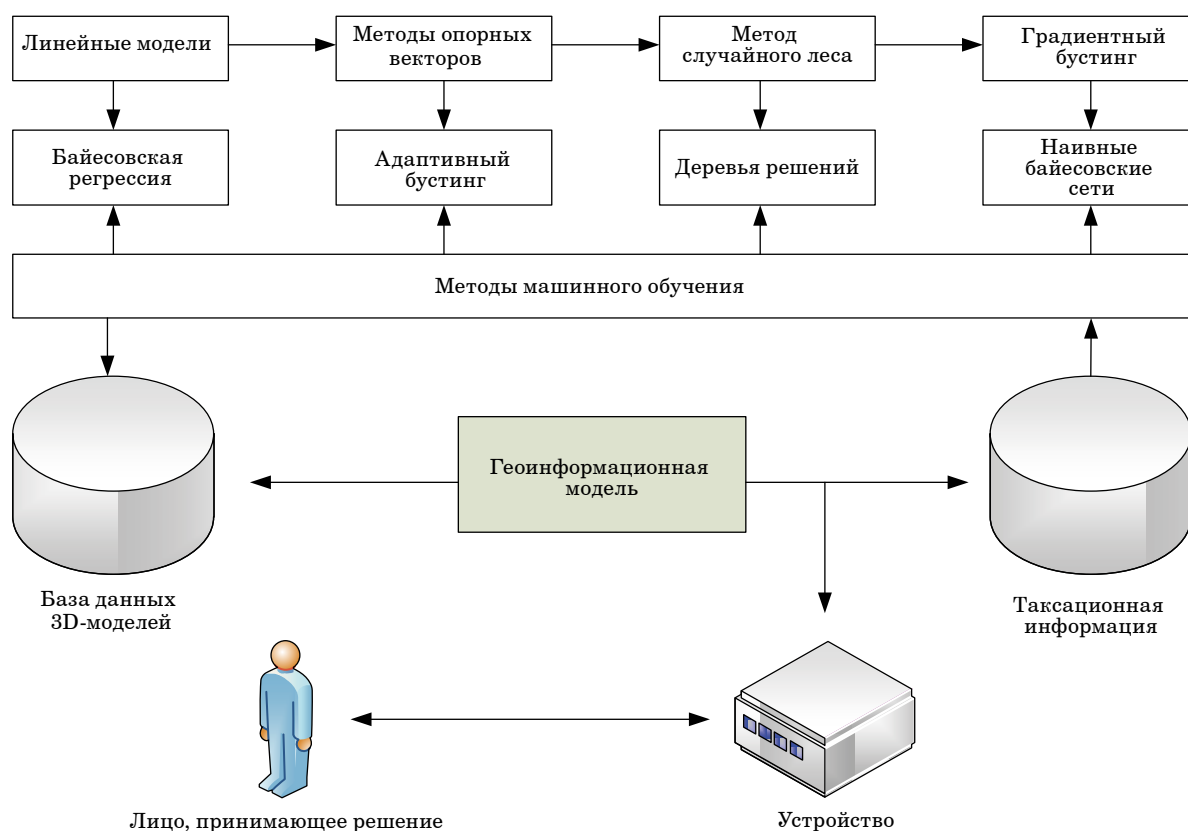 Линейные модели
Методы опорных
векторов
Метод
случайного леса
Градиентный
бустинг
Байесовская
регрессия
Адаптивный
бустинг
Деревья решений
Наивные
байесовские
сети
Методы машинного обучения
Геоинформационная
модель
База данных
3D-моделей
Таксационная
информация
Лицо, принимающее решение
Устройство